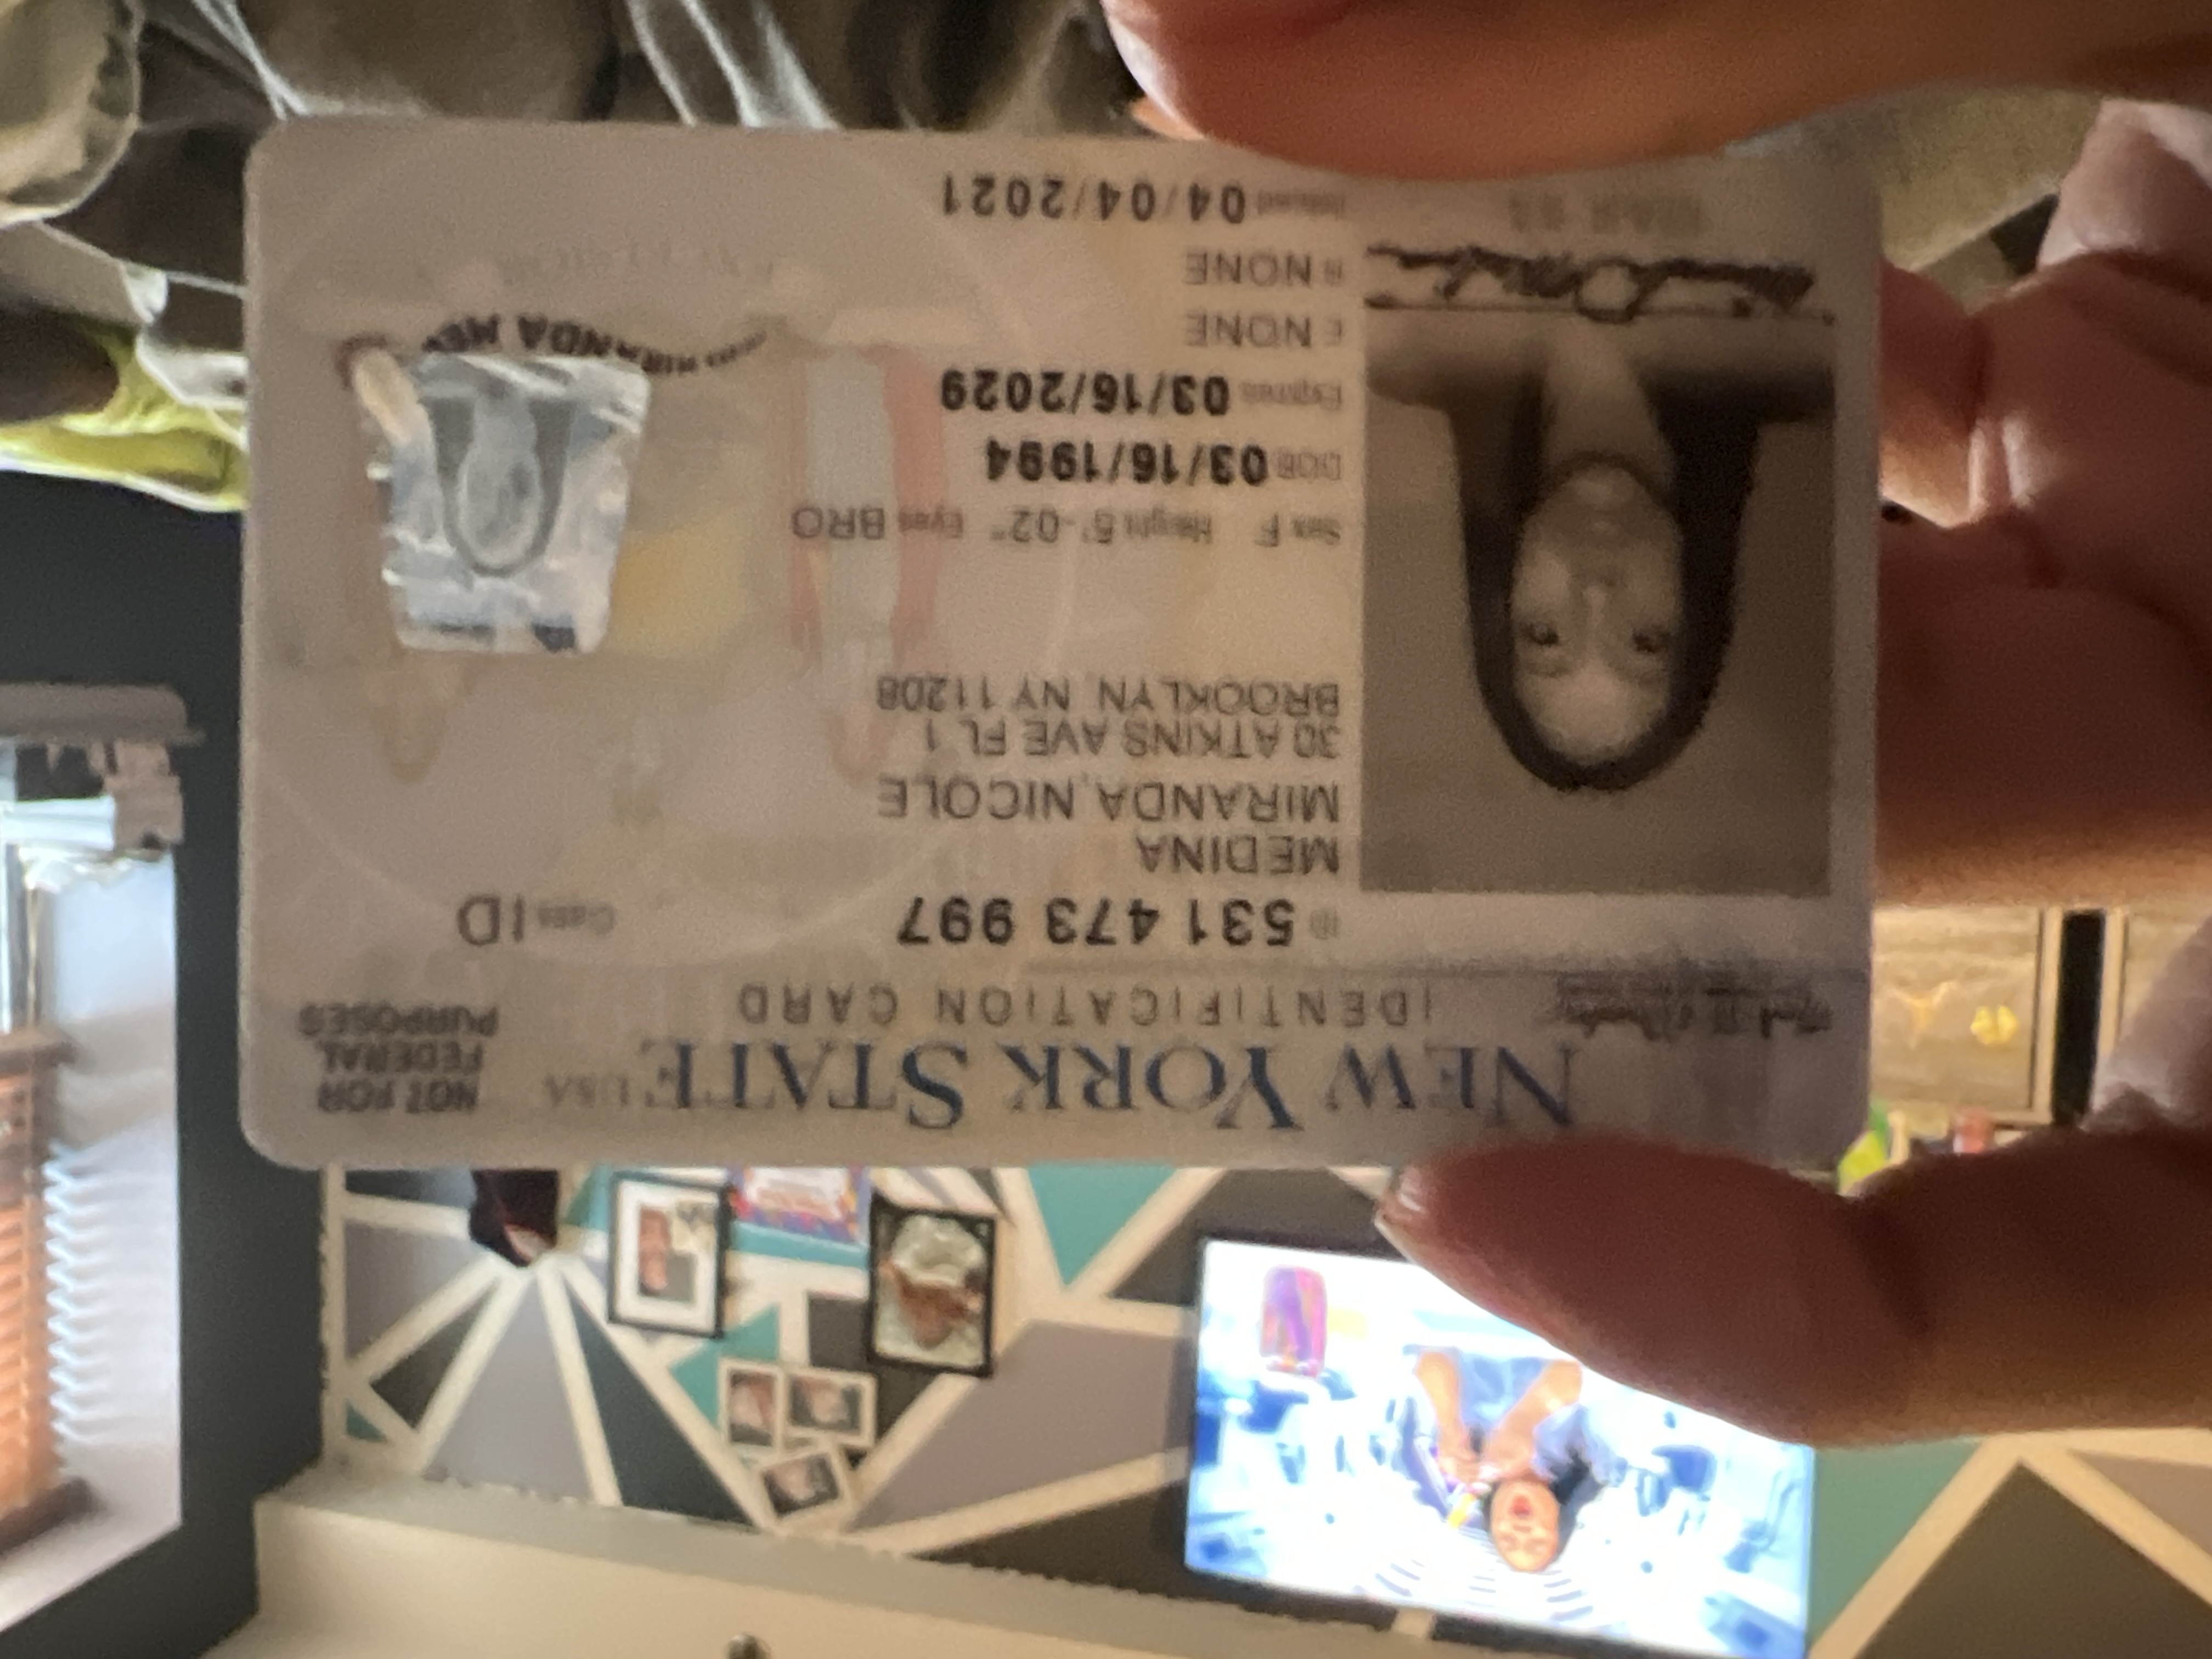 NEW YORK STATE USA
IDENTIFICATION CARD
NOT FOR
FEDERAL
PURPOSES
ID 531 473 997
Class ID
MEDINA
MIRANDA, NICOLE
30 ATKINS AVE FL 1
BROOKLYN, NY 11208
Sex F Height 5'-02" Eyes BRO
DOB 03/16/1994
Expires 03/16/2029
E NONE
R NONE
Issued 04/04/2021
MIRANDA